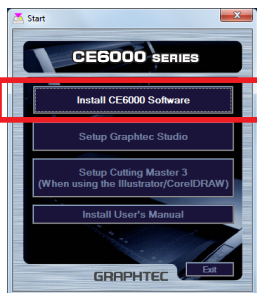 Start
CE6000 SERIES
Install CE6000 Software
Setup Graphtec Studio
Setup Cutting Master 3
(When using the Illustrator/CorelDRAW)
Install User's Manual
GRAPHTEC
Exit